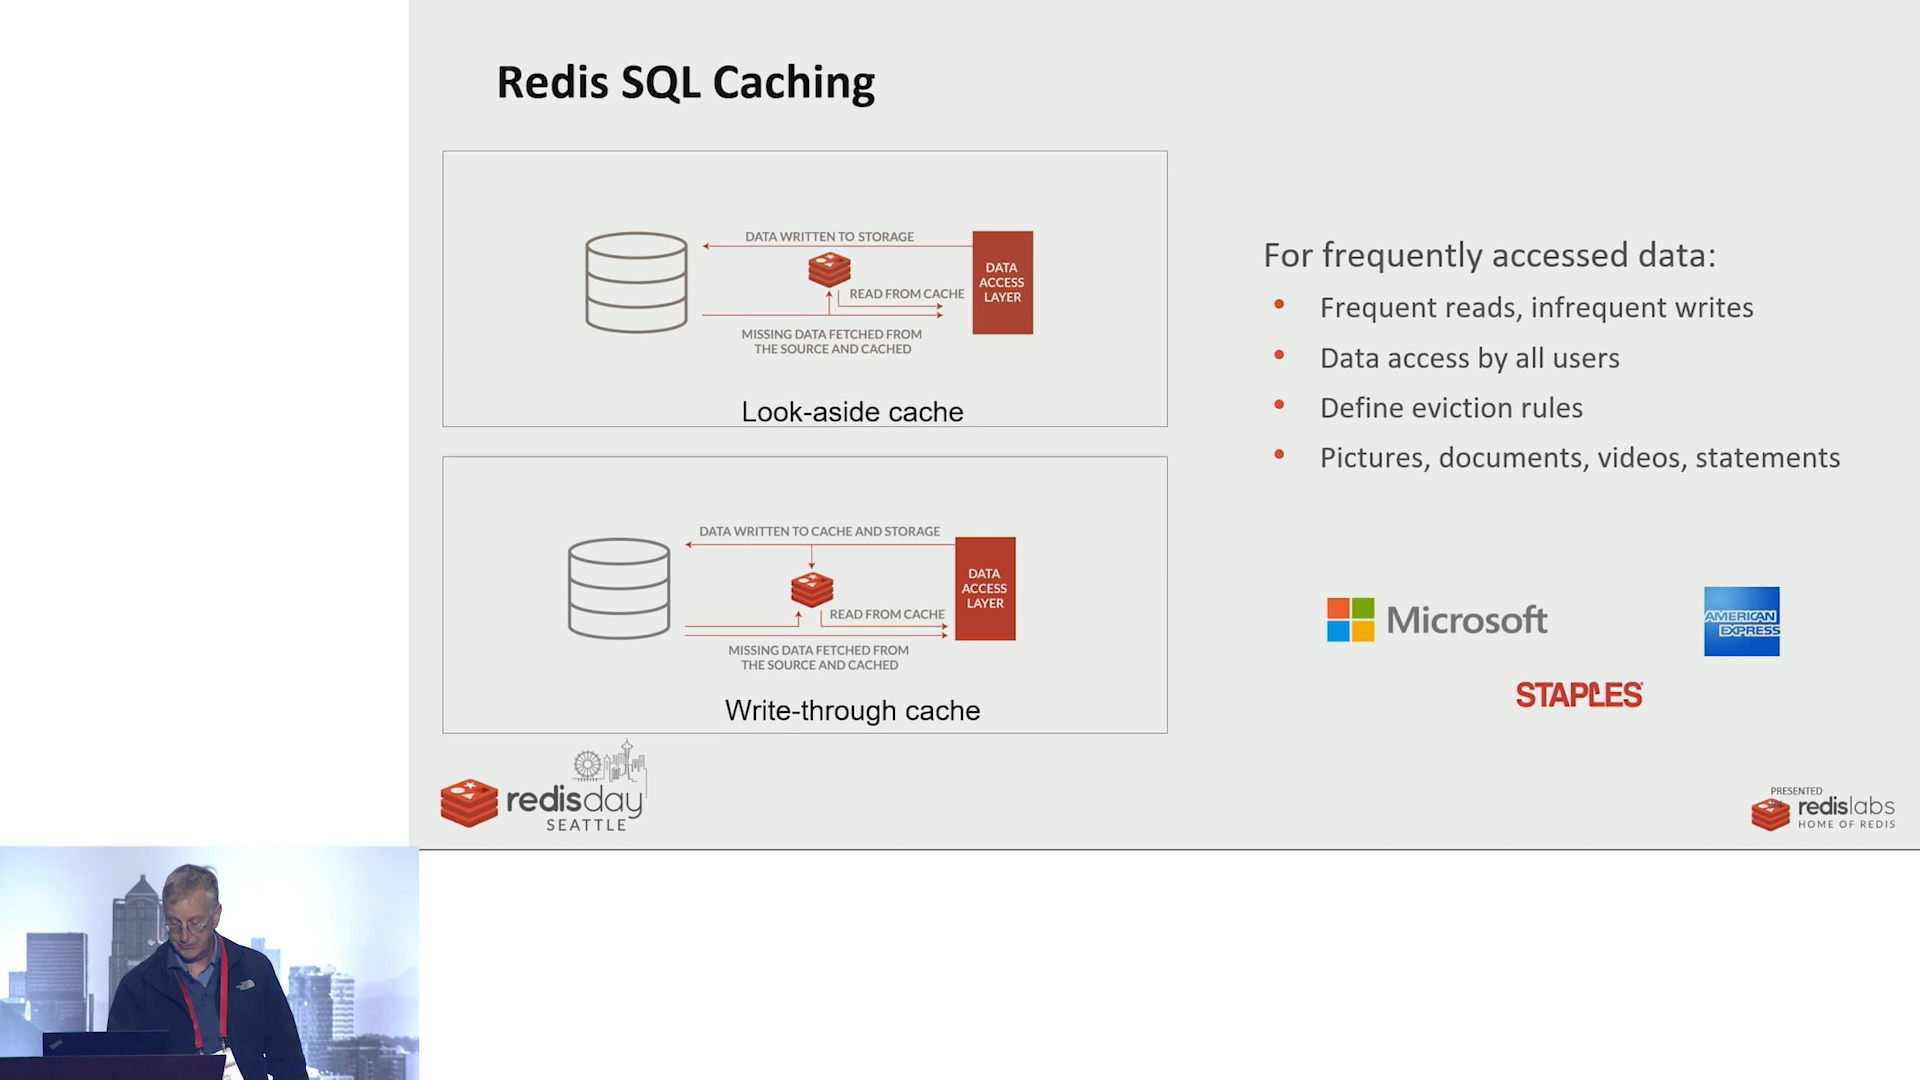 Redis SQL Caching
DATA WRITTEN TO STORAGE
DATA
ACCESS
LAYER
READ FROM CACHE
MISSING DATA FETCHED FROM
THE SOURCE AND CACHED
Look-aside cache
DATA WRITTEN TO CACHE AND STORAGE
DATA
ACCESS
LAYER
READ FROM CACHE
MISSING DATA FETCHED FROM
THE SOURCE AND CACHED
Write-through cache
For frequently accessed data:
Frequent reads, infrequent writes
Data access by all users
Define eviction rules
Pictures, documents, videos, statements
Microsoft
AMERICAN
EXPRESS
STAPLES
redisday
SEATTLE
PRESENTED
redislabs
HOME OF REDIS